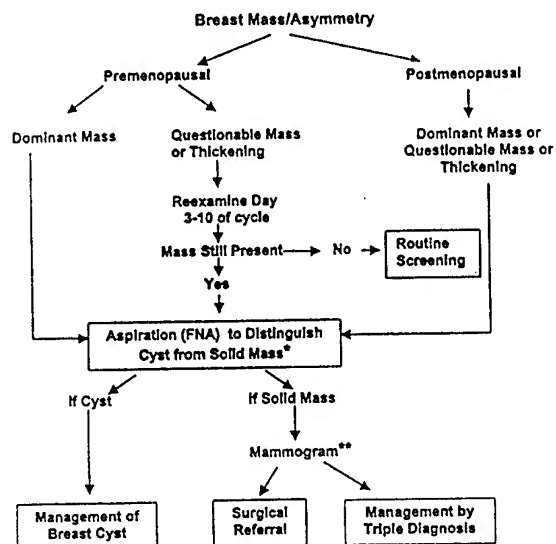 Breast Mass/Asymmetry
Premenopausal
Postmenopausal
Dominant Mass
Questionable Mass
or Thickening
Dominant Mass or
Questionable Mass or
Thickening
Reexamine Day
3-10 of cycle
Mass Still Present
No
Routine
Screening
Yes
Aspiration (FNA) to Distinguish
Cyst from Solid Mass*
If Cyst
If Solid Mass
Mammogram**
Management of
Breast Cyst
Surgical
Referral
Management by
Triple Diagnosis